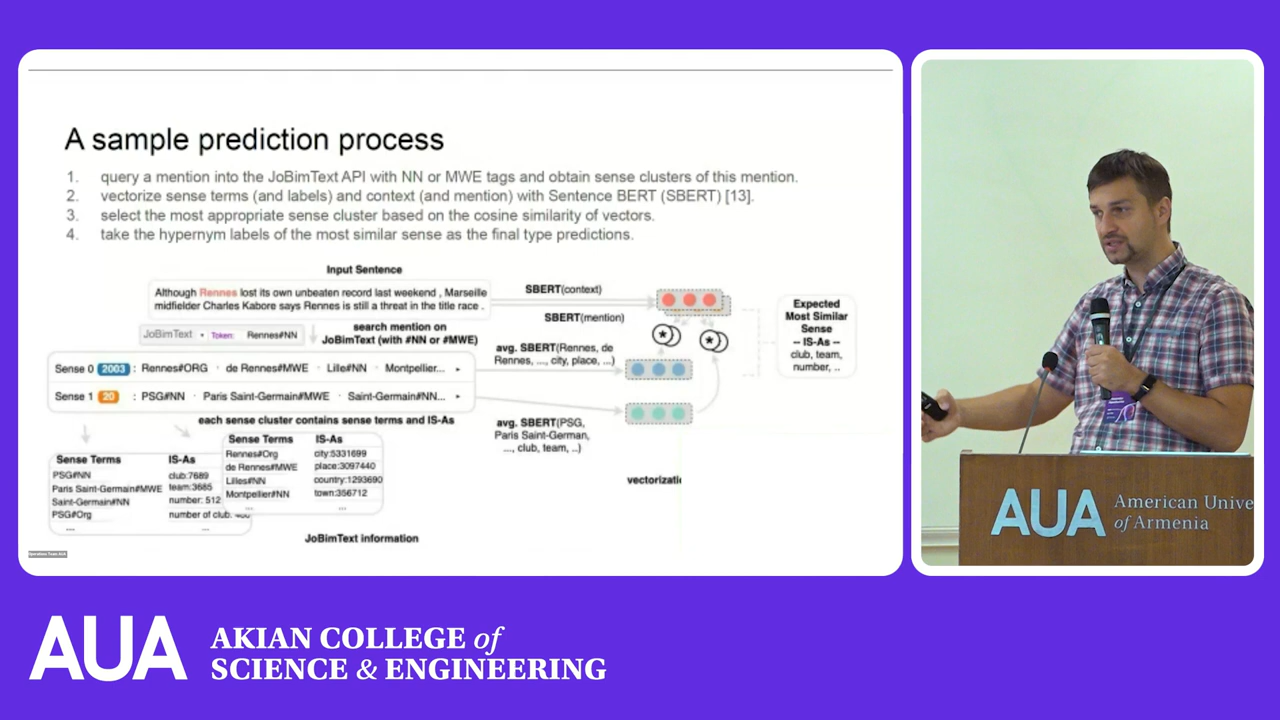 A sample prediction process
1. query a mention into the JoBimText API with NN or MWE tags and obtain sense clusters of this mention.
2. vectorize sense terms (and labels) and context (and mention) with Sentence BERT (SBERT) [13].
3. select the most appropriate sense cluster based on the cosine similarity of vectors.
4. take the hypernym labels of the most similar sense as the final type predictions.
Input Sentence
Although Rennes lost its own unbeaten record last weekend , Marseille
midfielder Charles Kabore says Rennes is still a threat in the title race .
JoBimText Token: Rennes#NN
search mention on
JoBimText (with #NN or #MWE)
Sense 0 2003 : Rennes#ORG · de Rennes#MWE · Lille#NN · Montpellier...
Sense 1 20 : PSG#NN · Paris Saint-Germain#MWE · Saint-Germain#NN...
each sense cluster contains sense terms and IS-As
Sense Terms IS-As
PSG#NN club:7689
Paris Saint-Germain#MWE team:3685
Saint-Germain#NN number: 512
PSG#Org number of club:
... ...
Sense Terms IS-As
Rennes#Org city:5331699
de Rennes#MWE place:3097440
Lilles#NN country:1293690
Montpellier#NN town:356712
... ...
JoBimText information
SBERT(context)
SBERT(mention)
avg. SBERT(Rennes, de
Rennes, ..., city, place, ...)
avg. SBERT(PSG,
Paris Saint-German,
..., club, team, ..)
vectorizati
Expected
Most Similar
Sense
-- IS-As --
club, team,
number, ..
Operations Team AUA
AUA American Unive
of Armenia
AUA AKIAN COLLEGE of
SCIENCE & ENGINEERING